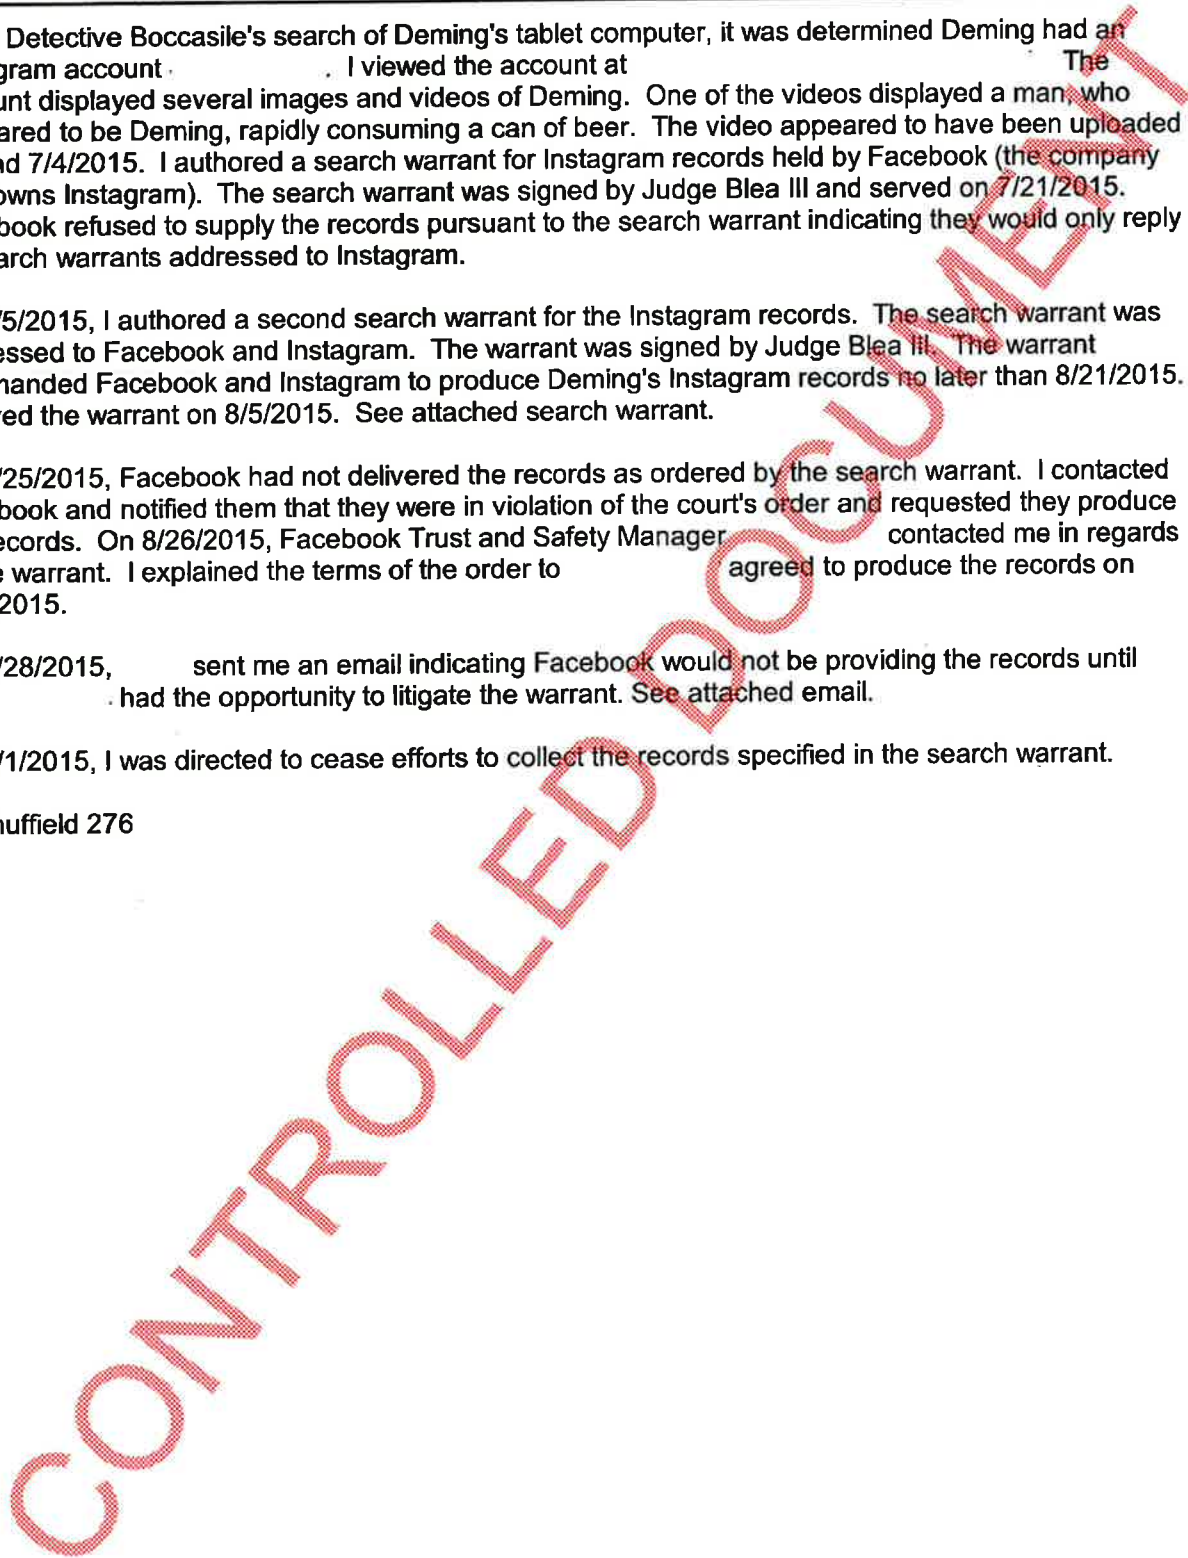 Detective Boccasile's search of Deming's tablet computer, it was determined Deming had an
gram account . I viewed the account at The
unt displayed several images and videos of Deming. One of the videos displayed a man, who
ared to be Deming, rapidly consuming a can of beer. The video appeared to have been uploaded
nd 7/4/2015. I authored a search warrant for Instagram records held by Facebook (the company
owns Instagram). The search warrant was signed by Judge Blea III and served on 7/21/2015.
book refused to supply the records pursuant to the search warrant indicating they would only reply
arch warrants addressed to Instagram.
/5/2015, I authored a second search warrant for the Instagram records. The search warrant was
essed to Facebook and Instagram. The warrant was signed by Judge Blea III. The warrant
manded Facebook and Instagram to produce Deming's Instagram records no later than 8/21/2015.
ed the warrant on 8/5/2015. See attached search warrant.
/25/2015, Facebook had not delivered the records as ordered by the search warrant. I contacted
book and notified them that they were in violation of the court's order and requested they produce
ecords. On 8/26/2015, Facebook Trust and Safety Manager contacted me in regards
e warrant. I explained the terms of the order to agreed to produce the records on
2015.
/28/2015, sent me an email indicating Facebook would not be providing the records until
had the opportunity to litigate the warrant. See attached email.
/1/2015, I was directed to cease efforts to collect the records specified in the search warrant.
huffield 276
CONTROLLED DOCUMENT